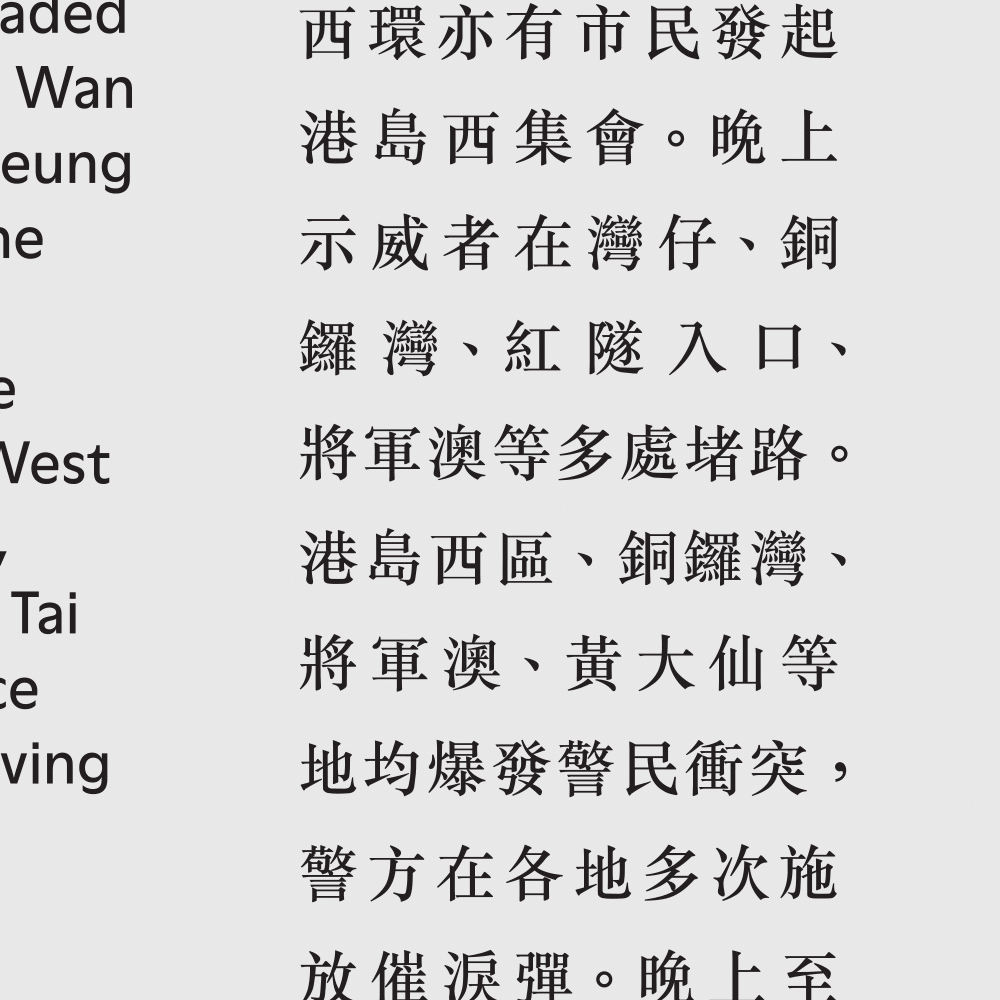 aded
Wan
eung
ne
e
West
y
Tai
ce
ving
西環亦有市民發起
港島西集會。晚上
示威者在灣仔、銅
鑼灣、紅隧入口、
將軍澳等多處堵路。
港島西區、銅鑼灣、
將軍澳、黃大仙等
地均爆發警民衝突，
警方在各地多次施
放催淚彈。晚上至